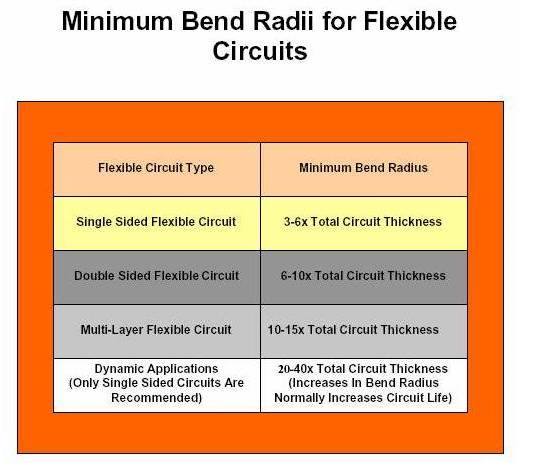 Minimum Bend Radii for Flexible
Circuits
Flexible Circuit Type
Minimum Bend Radius
Single Sided Flexible Circuit
3-6x Total Circuit Thickness
Double Sided Flexible Circuit
6-10x Total Circuit Thickness
Multi-Layer Flexible Circuit
10-15x Total Circuit Thickness
Dynamic Applications
(Only Single Sided Circuits Are
Recommended)
20-40x Total Circuit Thickness
(Increases In Bend Radius
Normally Increases Circuit Life)